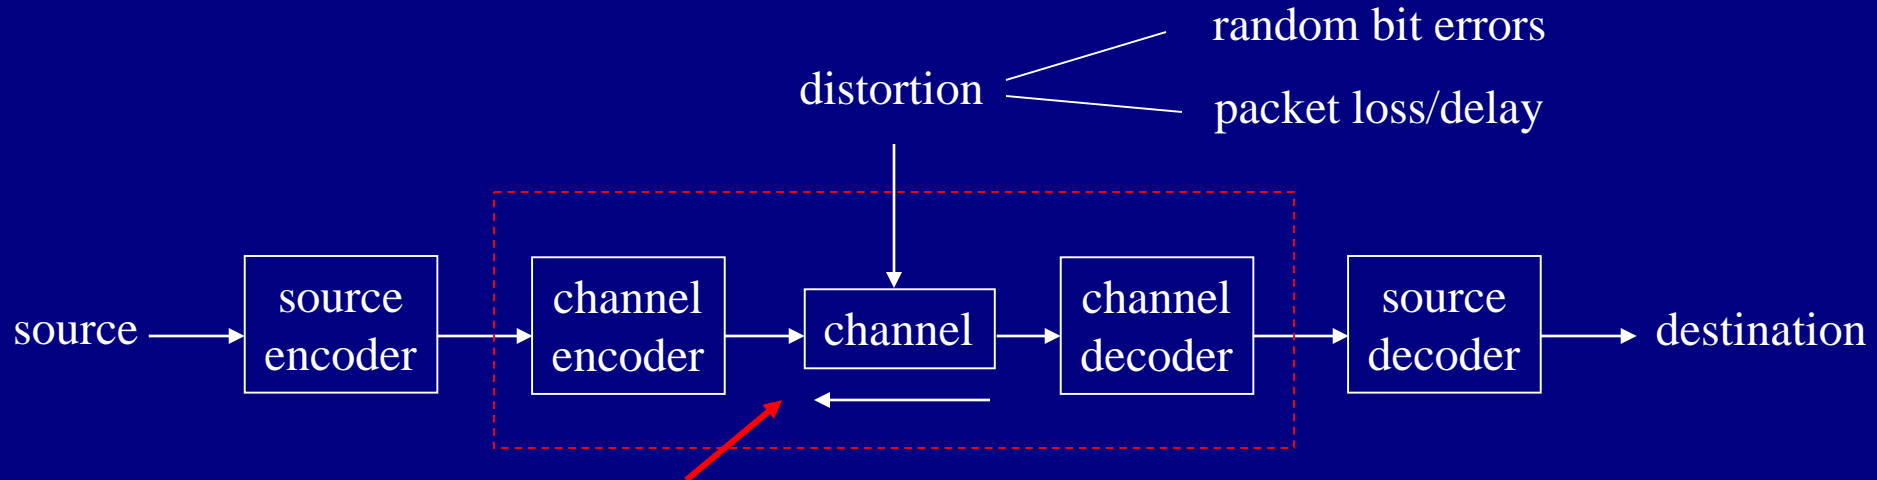 random bit errors
distortion
packet loss/delay
source
source
encoder
channel
encoder
channel
channel
decoder
source
decoder
destination